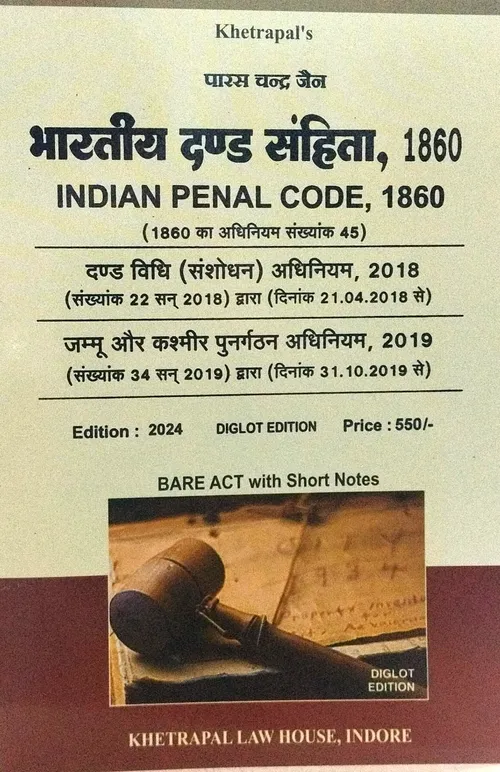 Khetrapal's
पारस चन्द्र जैन
भारतीय दण्ड संहिता, 1860
INDIAN PENAL CODE, 1860
(1860 का अधिनियम संख्यांक 45)
दण्ड विधि (संशोधन) अधिनियम, 2018
(संख्यांक 22 सन् 2018) द्वारा (दिनांक 21.04.2018 से)
जम्मू और कश्मीर पुनर्गठन अधिनियम, 2019
(संख्यांक 34 सन् 2019) द्वारा (दिनांक 31.10.2019 से)
Edition : 2024 DIGLOT EDITION Price : 550/-
BARE ACT with Short Notes
DIGLOT
EDITION
KHETRAPAL LAW HOUSE, INDORE